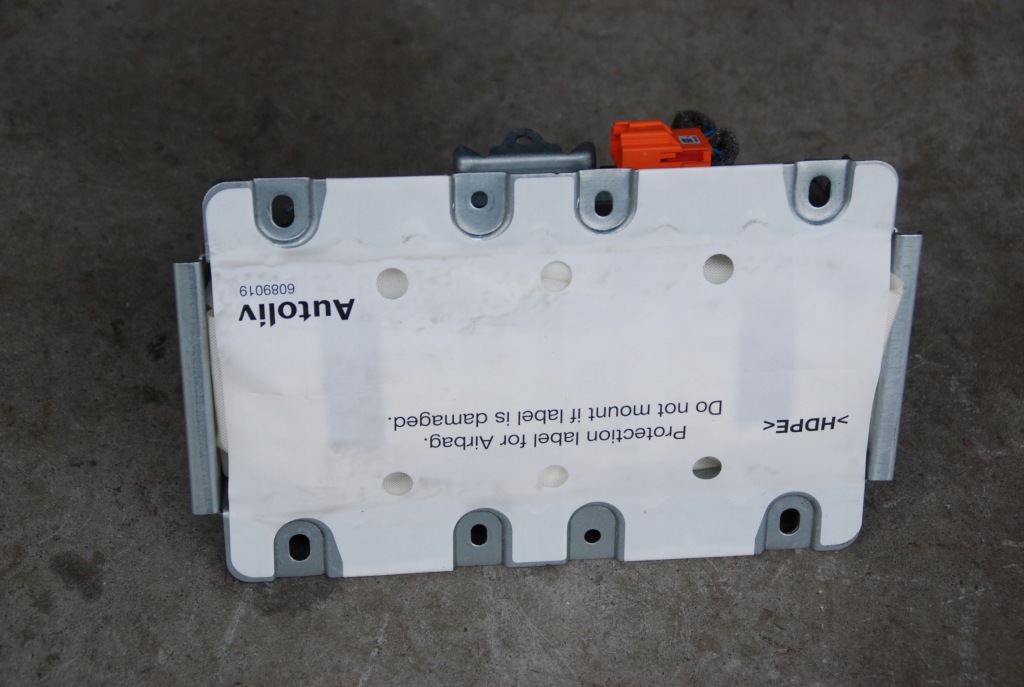 >HDPE<
Protection label for Airbag.
Do not mount if label is damaged.
Autoliv
6089019